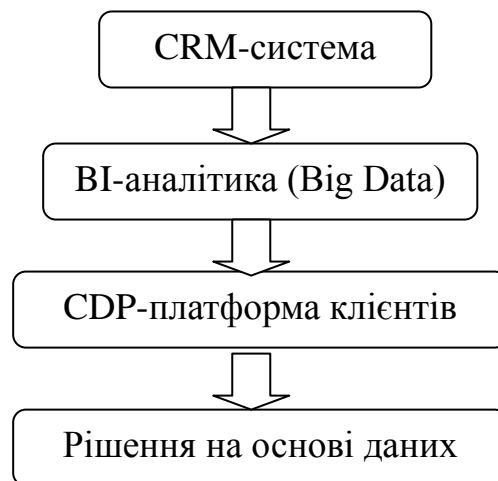 CRM-система
BI-аналітика (Big Data)
CDP-платформа клієнтів
Рішення на основі даних